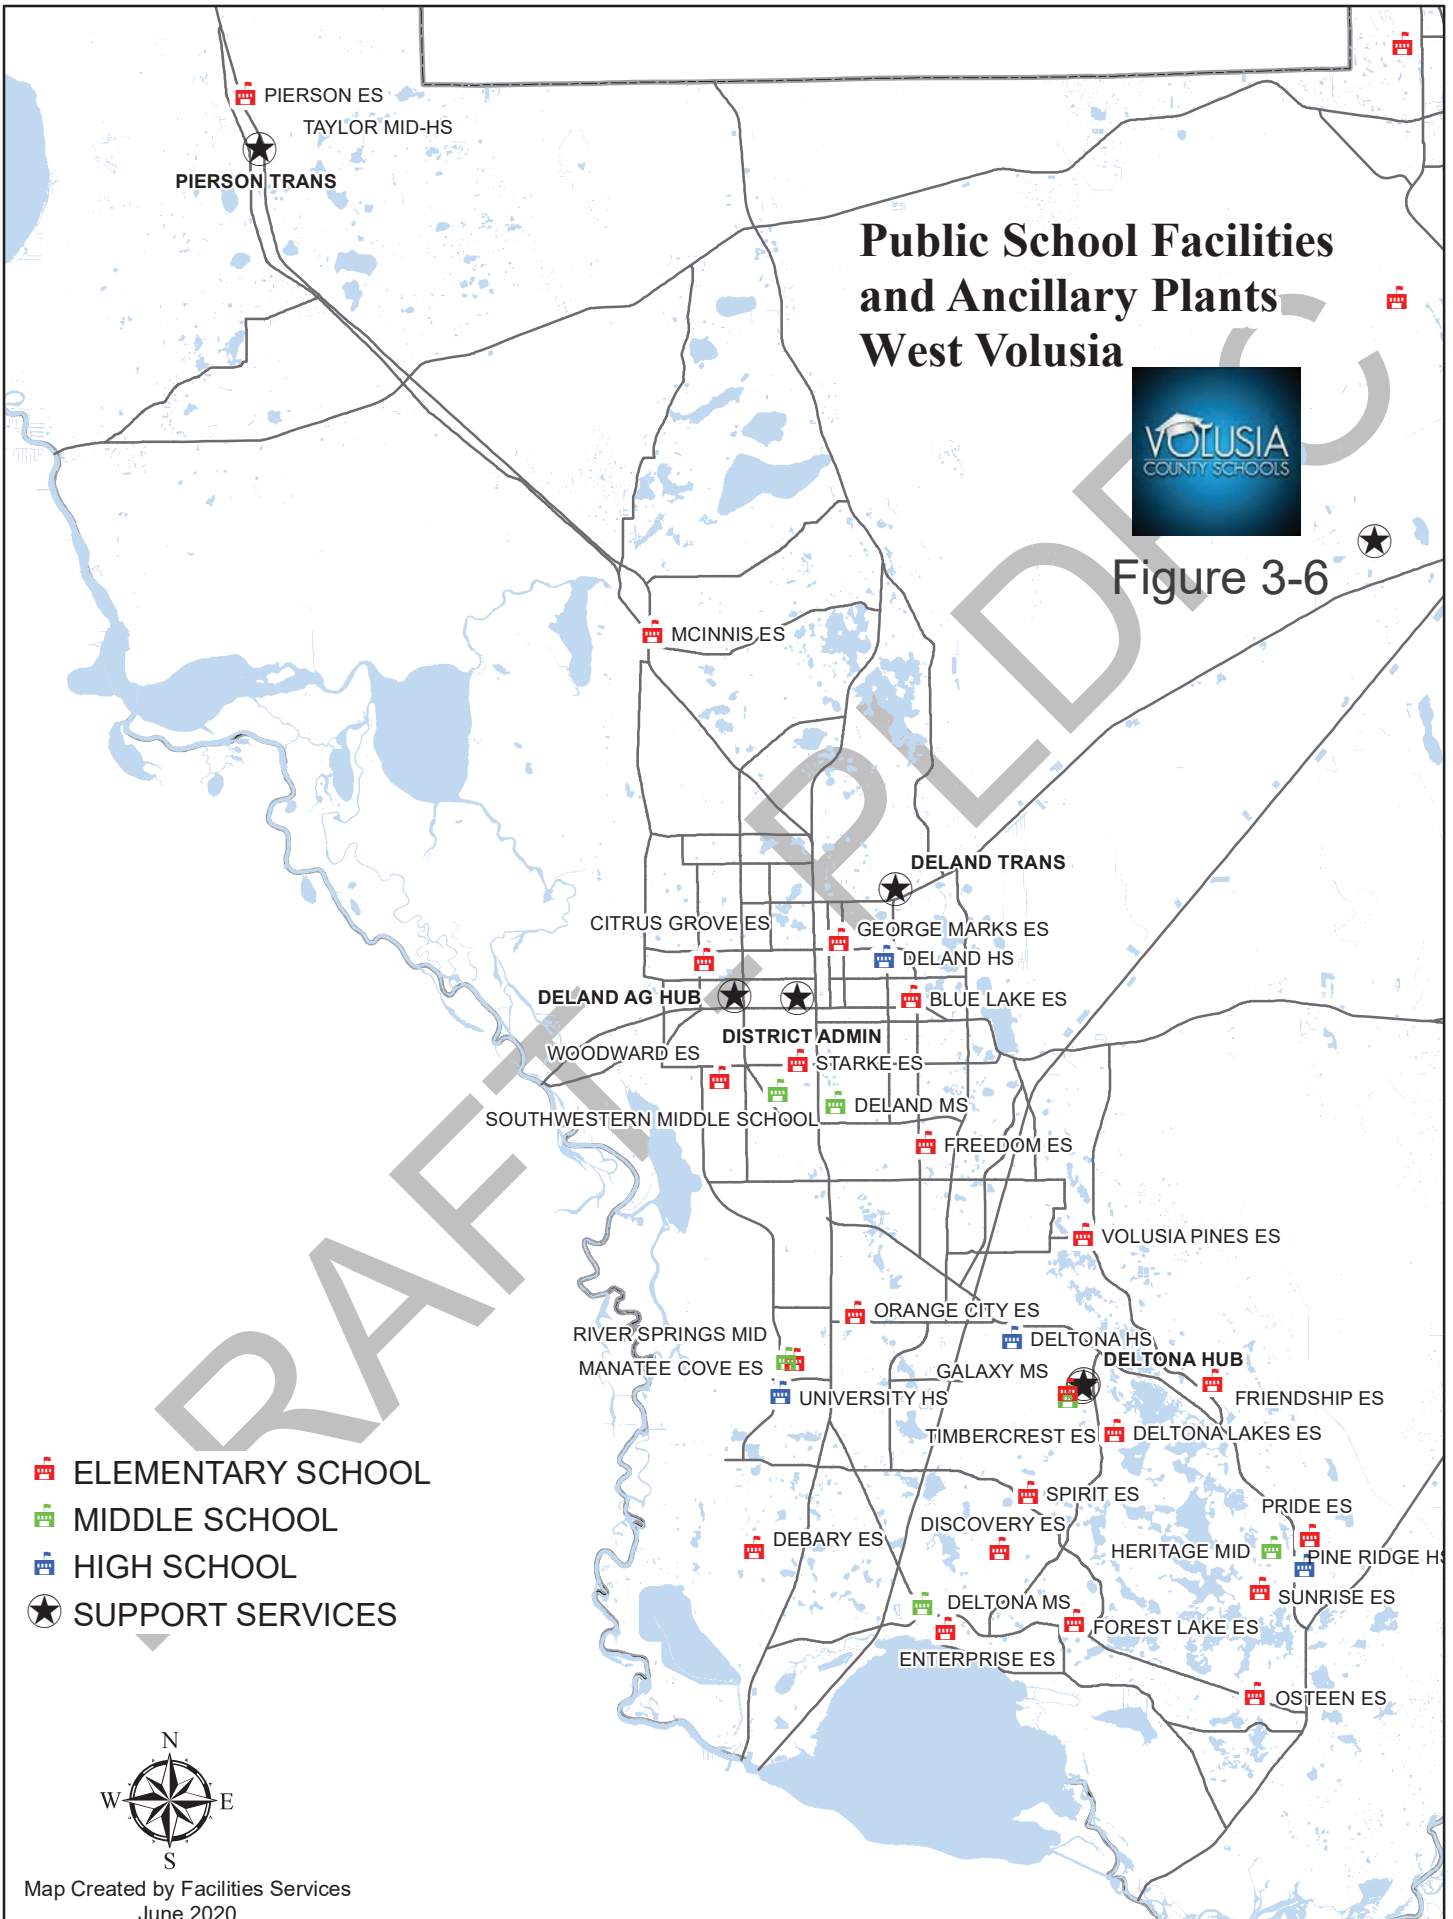 PIERSON ES
TAYLOR MID-HS
PIERSON TRANS
Public School Facilities
and Ancillary Plants
West Volusia
VOLUSIA
COUNTY SCHOOLS
Figure 3-6
MCINNIS ES
DELAND TRANS
CITRUS GROVE ES
GEORGE MARKS ES
DELAND HS
DELAND AG HUB
BLUE LAKE ES
DISTRICT ADMIN
WOODWARD ES
STARKE ES
DELAND MS
SOUTHWESTERN MIDDLE SCHOOL
FREEDOM ES
VOLUSIA PINES ES
ORANGE CITY ES
RIVER SPRINGS MID
DELTONA HS
MANATEE COVE ES
DELTONA HUB
GALAXY MS
UNIVERSITY HS
FRIENDSHIP ES
TIMBERCREST ES
DELTONA LAKES ES
SPIRIT ES
PRIDE ES
DISCOVERY ES
DEBARY ES
HERITAGE MID
PINE RIDGE HS
SUNRISE ES
DELTONA MS
FOREST LAKE ES
ENTERPRISE ES
OSTEEN ES
ELEMENTARY SCHOOL
MIDDLE SCHOOL
HIGH SCHOOL
SUPPORT SERVICES
N
W
E
S
Map Created by Facilities Services
June 2020
DRAFT - PLDRC